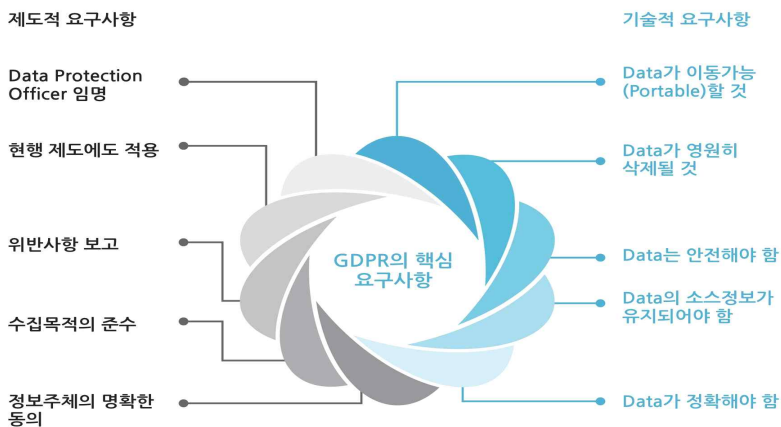 제도적 요구사항
Data Protection
Officer 임명
현행 제도에도 적용
위반사항 보고
수집목적의 준수
정보주체의 명확한
동의
GDPR의 핵심
요구사항
기술적 요구사항
Data가 이동가능
(Portable)할 것
Data가 영원히
삭제될 것
Data는 안전해야 함
Data의 소스정보가
유지되어야 함
Data가 정확해야 함